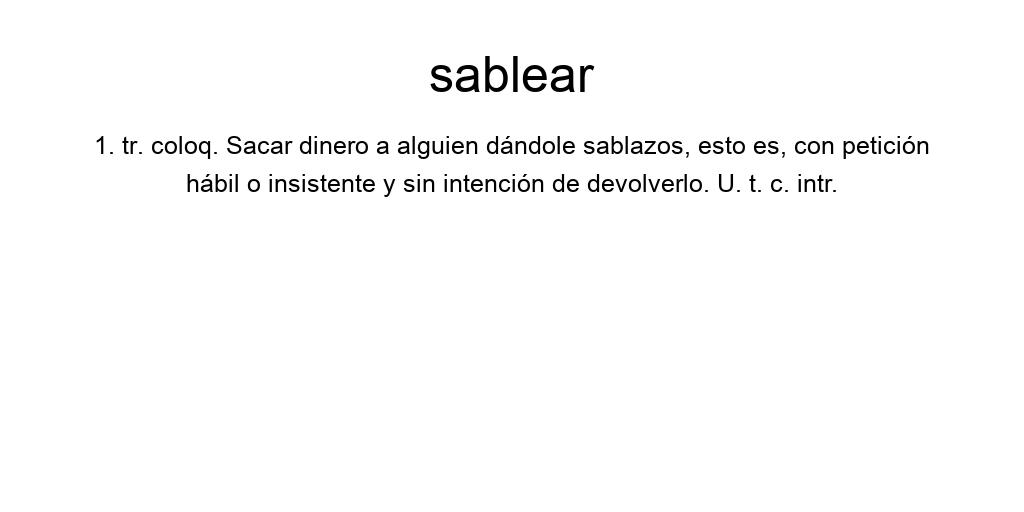 sablear
1. tr. coloq. Sacar dinero a alguien dándole sablazos, esto es, con petición
hábil o insistente y sin intención de devolverlo. U. t. c. intr.